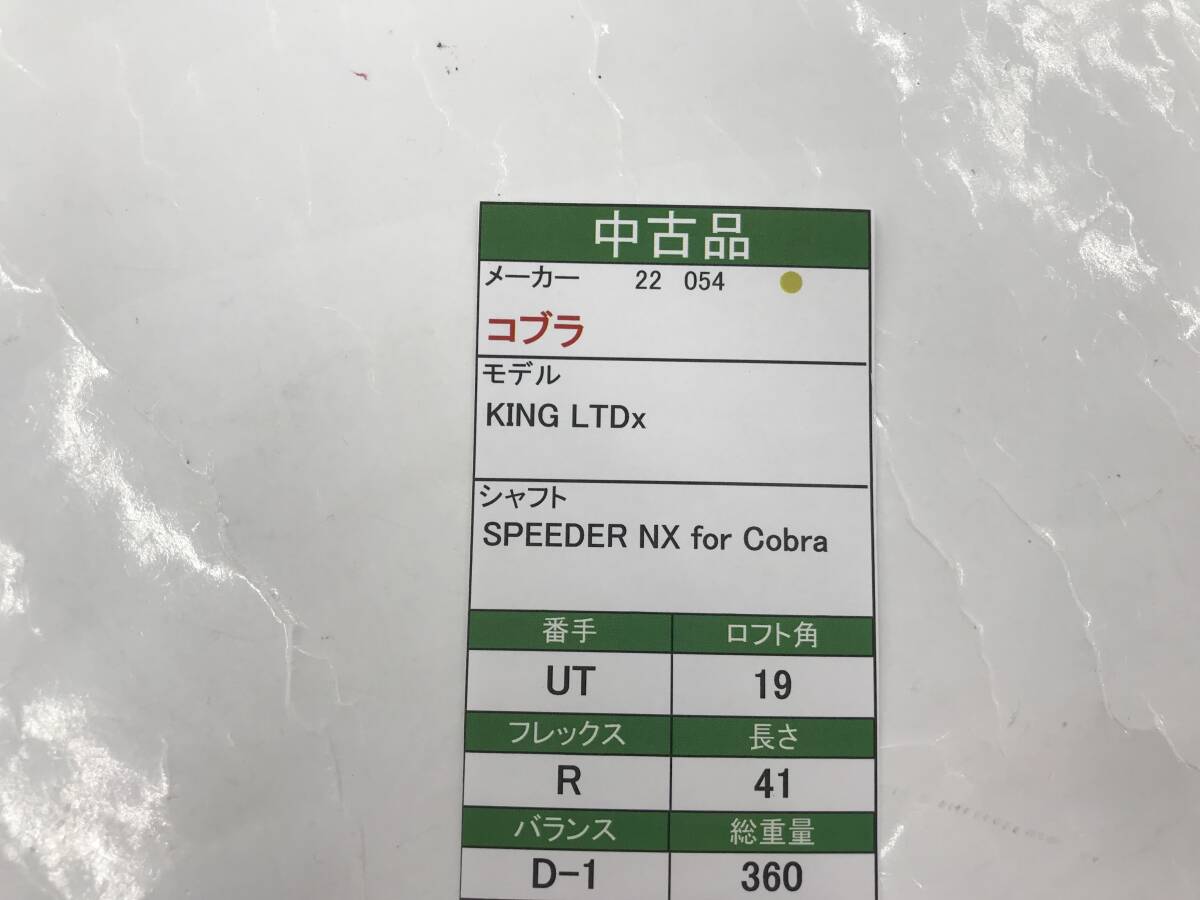 中古品
メーカー 22 054
コブラ
モデル
KING LTDx
シャフト
SPEEDER NX for Cobra
番手 ロフト角
UT 19
フレックス 長さ
R 41
バランス 総重量
D-1 360